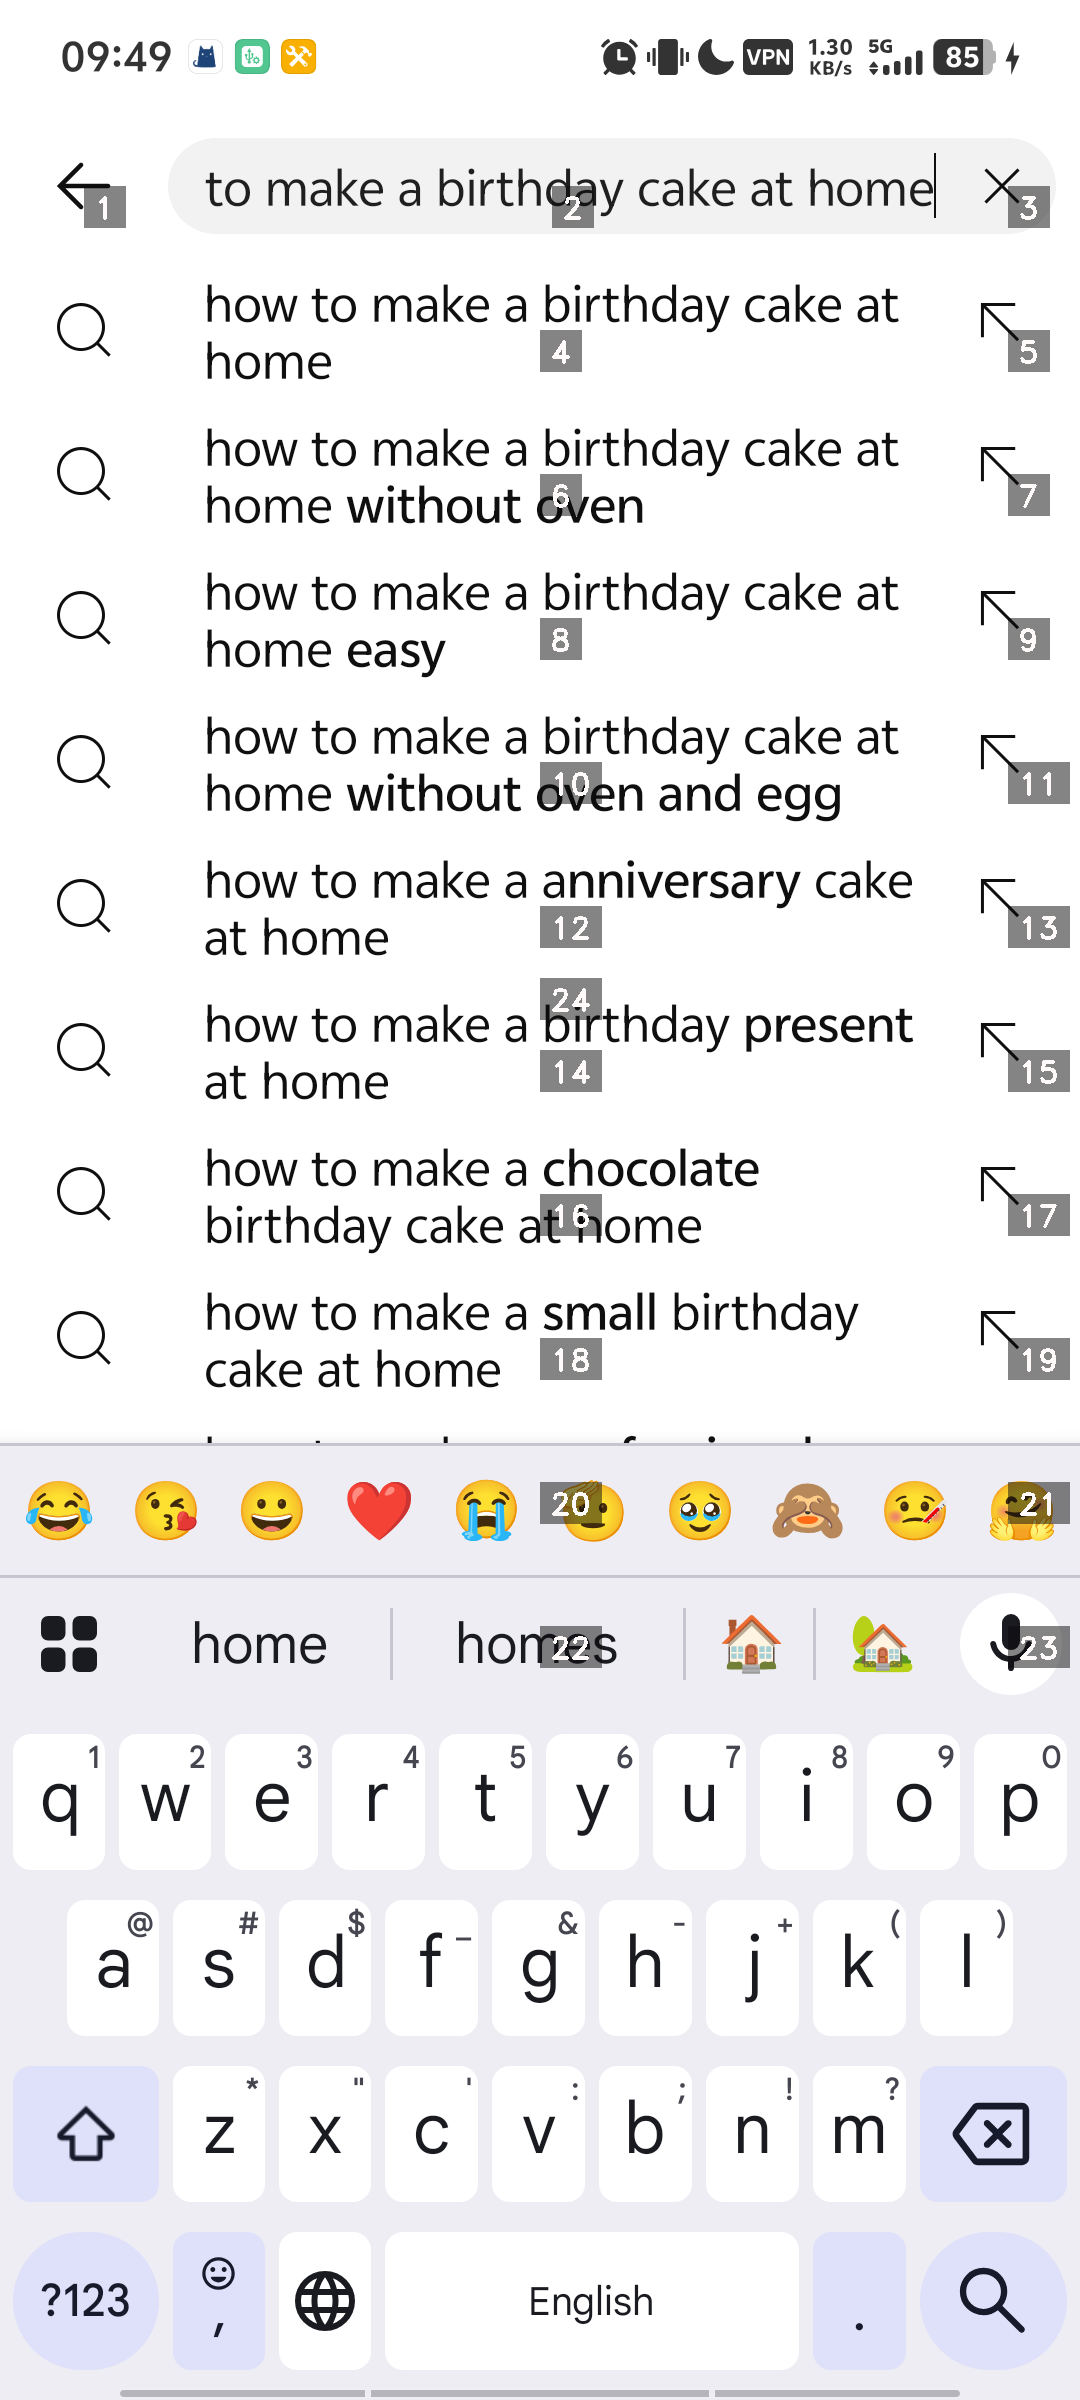 09:49
VPN
1.30 KB/s
5G
85
to make a birthday cake at home
1
2
3
how to make a birthday cake at
home
4
5
how to make a birthday cake at
home without oven
6
7
how to make a birthday cake at
home easy
8
9
how to make a birthday cake at
home without oven and egg
10
11
how to make a anniversary cake
at home
12
13
24
how to make a birthday present
at home
14
15
how to make a chocolate
birthday cake at home
16
17
how to make a small birthday
cake at home
18
19
20
21
home homes
22
23
1 2 3 4 5 6 7 8 9 0
q w e r t y u i o p
@ # $ _ & - + ( )
a s d f g h j k l
* " ' : ; ! ?
z x c v b n m
?123 , English .